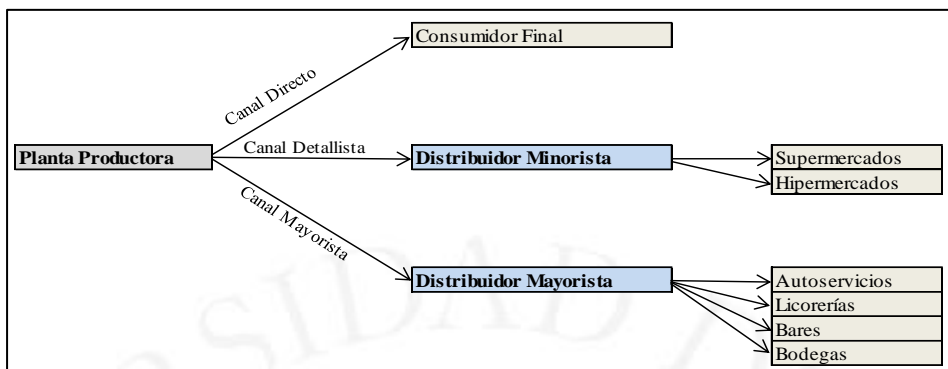 Consumidor Final
Canal Directo
Planta Productora
Canal Detallista
Distribuidor Minorista
Supermercados
Hipermercados
Canal Mayorista
Distribuidor Mayorista
Autoservicios
Licorerías
Bares
Bodegas